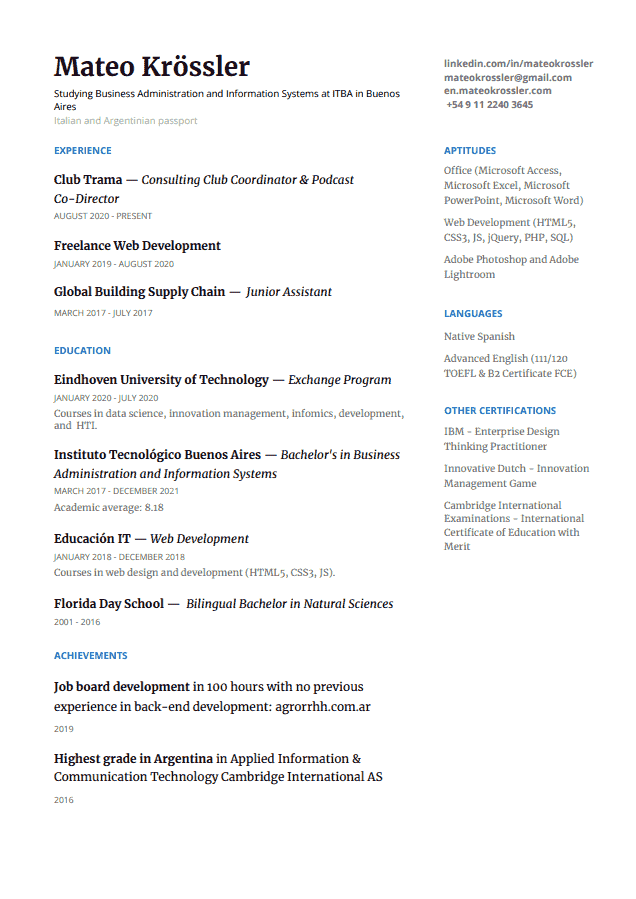 Mateo Krössler
Studying Business Administration and Information Systems at ITBA in Buenos
Aires
Italian and Argentinian passport
linkedin.com/in/mateokrossler
mateokrossler@gmail.com
en.mateokrossler.com
+54 9 11 2240 3645
EXPERIENCE
Club Trama — Consulting Club Coordinator & Podcast
Co-Director
AUGUST 2020 - PRESENT
Freelance Web Development
JANUARY 2019 - AUGUST 2020
Global Building Supply Chain — Junior Assistant
MARCH 2017 - JULY 2017
EDUCATION
Eindhoven University of Technology — Exchange Program
JANUARY 2020 - JULY 2020
Courses in data science, innovation management, infomics, development,
and HTI.
Instituto Tecnológico Buenos Aires — Bachelor's in Business
Administration and Information Systems
MARCH 2017 - DECEMBER 2021
Academic average: 8.18
Educación IT — Web Development
JANUARY 2018 - DECEMBER 2018
Courses in web design and development (HTML5, CSS3, JS).
Florida Day School — Bilingual Bachelor in Natural Sciences
2001 - 2016
ACHIEVEMENTS
Job board development in 100 hours with no previous
experience in back-end development: agrorrhh.com.ar
2019
Highest grade in Argentina in Applied Information &
Communication Technology Cambridge International AS
2016
APTITUDES
Office (Microsoft Access,
Microsoft Excel, Microsoft
PowerPoint, Microsoft Word)
Web Development (HTML5,
CSS3, JS, jQuery, PHP, SQL)
Adobe Photoshop and Adobe
Lightroom
LANGUAGES
Native Spanish
Advanced English (111/120
TOEFL & B2 Certificate FCE)
OTHER CERTIFICATIONS
IBM - Enterprise Design
Thinking Practitioner
Innovative Dutch - Innovation
Management Game
Cambridge International
Examinations - International
Certificate of Education with
Merit